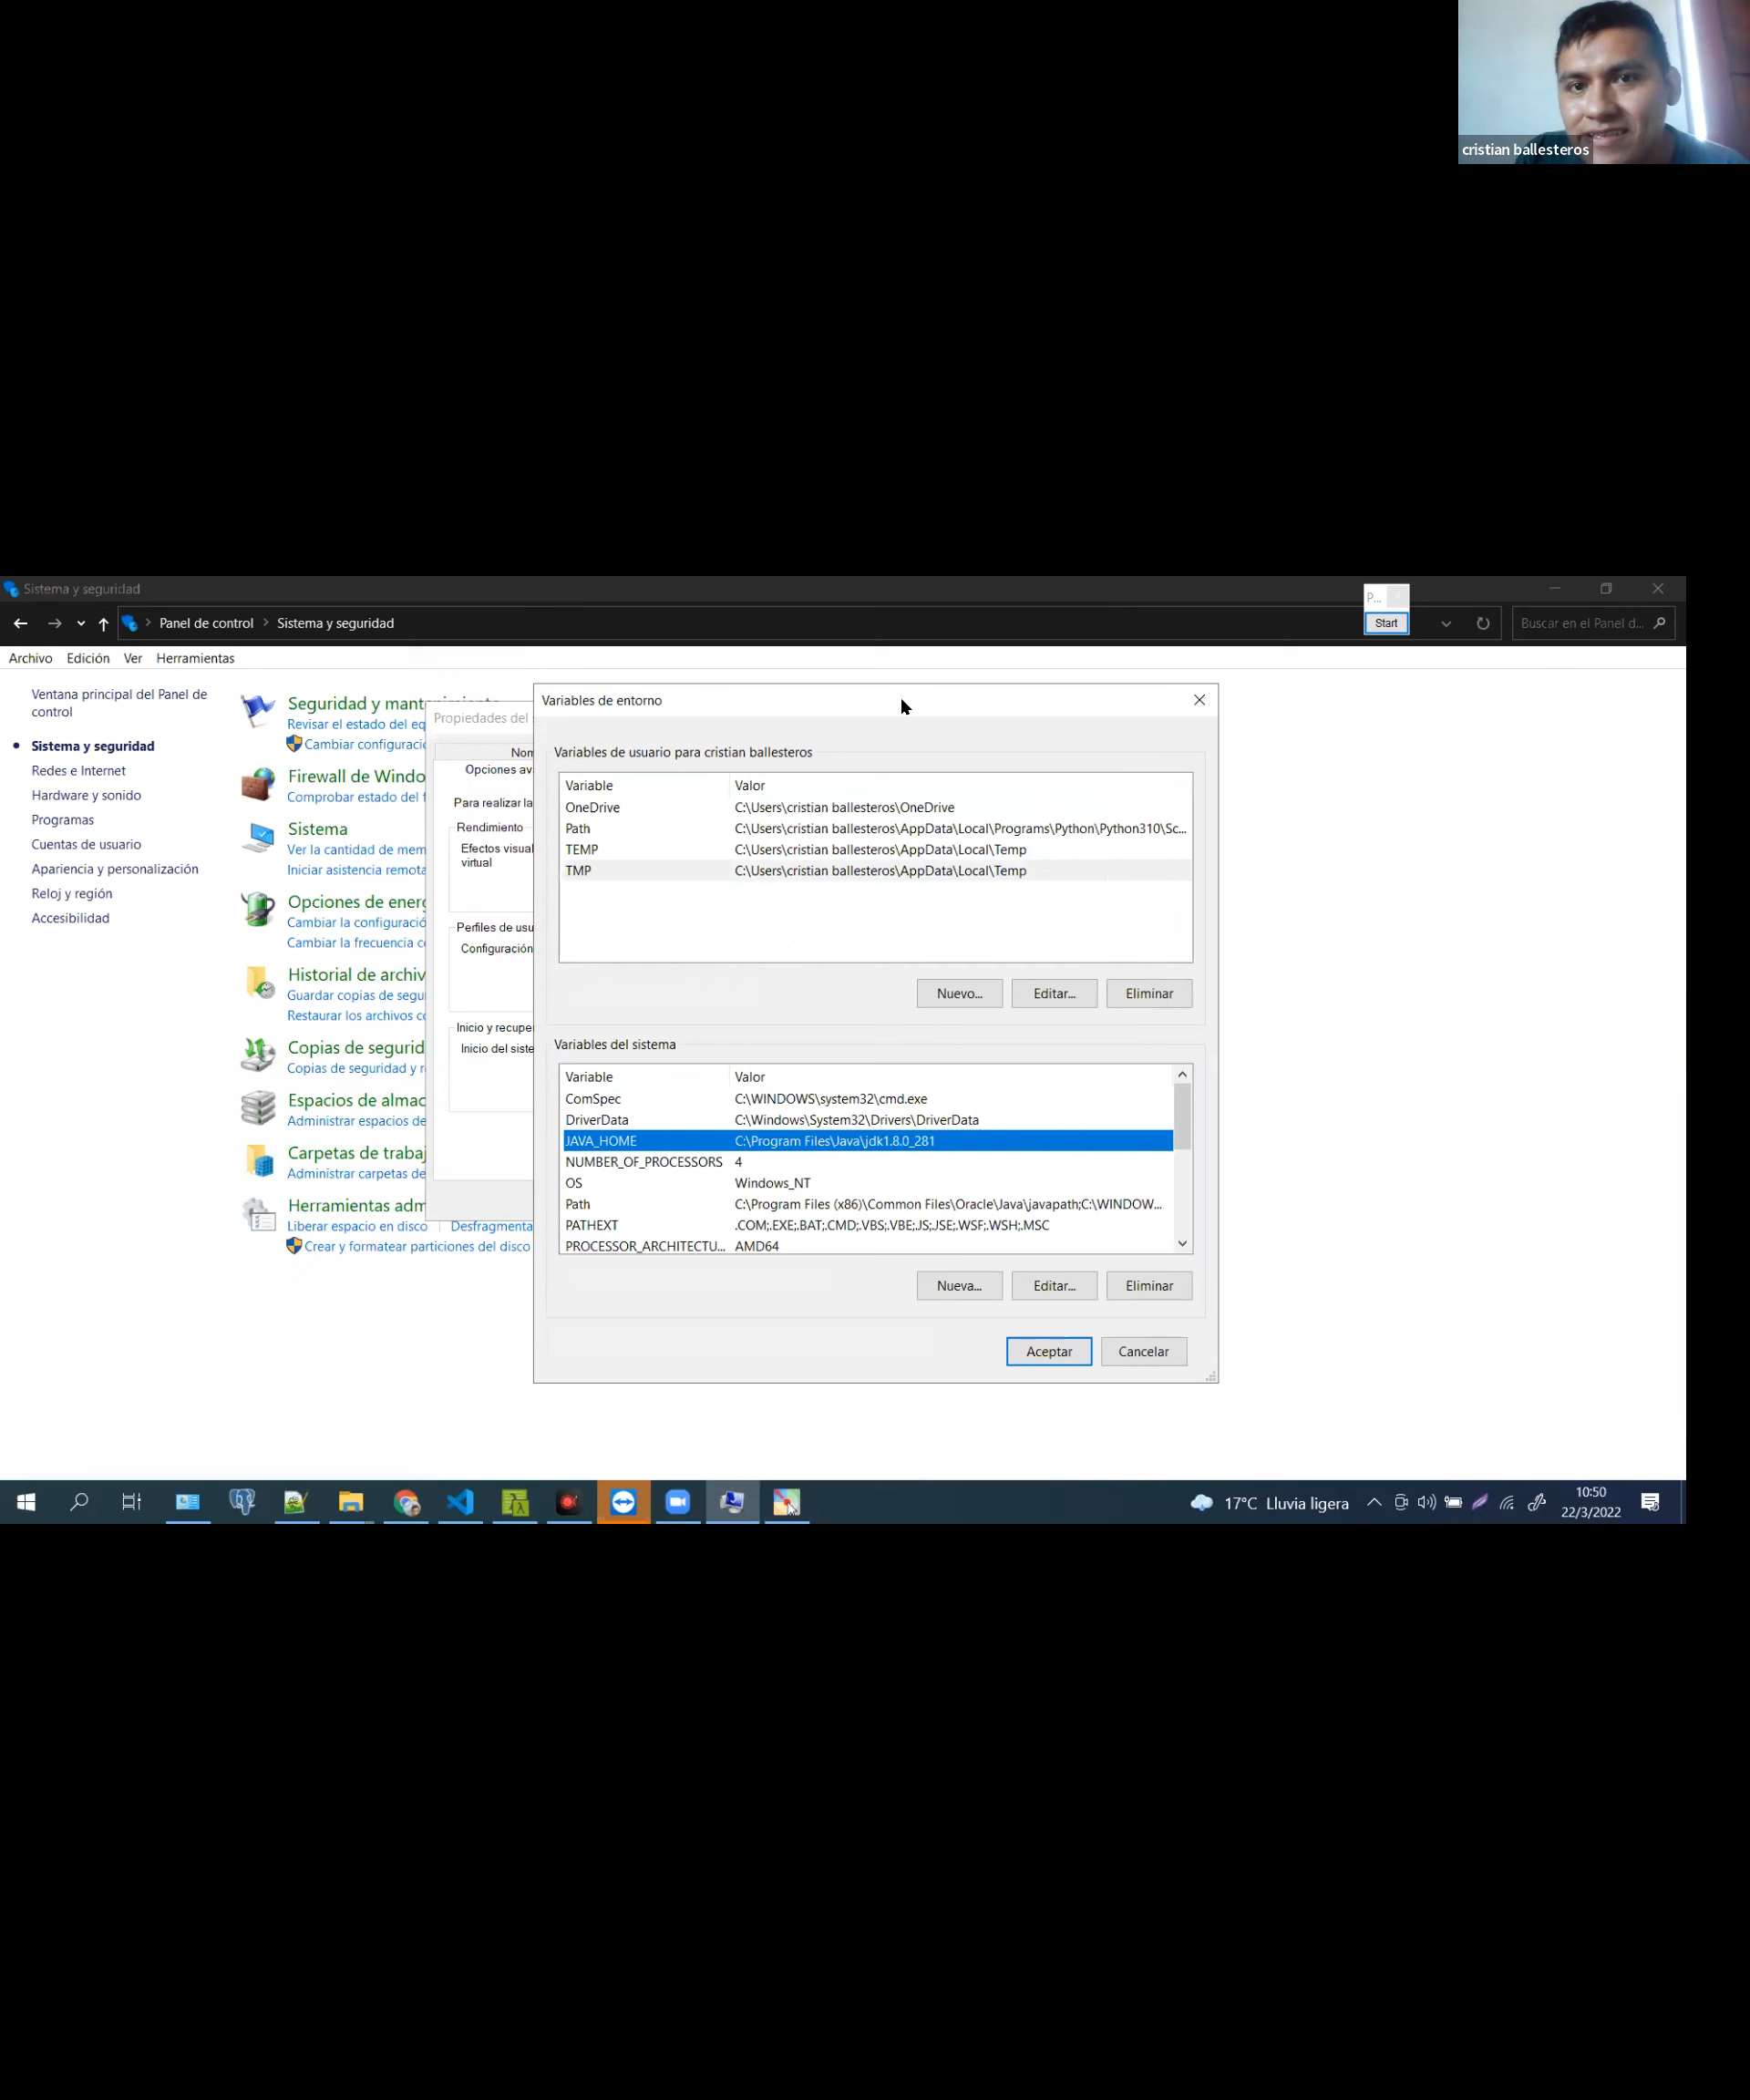 cristian ballesteros
Sistema y seguridad
P...
Start
Panel de control > Sistema y seguridad
Buscar en el Panel d...
Archivo Edición Ver Herramientas
Ventana principal del Panel de
control
Sistema y seguridad
Redes e Internet
Hardware y sonido
Programas
Cuentas de usuario
Apariencia y personalización
Reloj y región
Accesibilidad
Seguridad y mantenimiento
Revisar el estado del eq
Cambiar configuraci
Firewall de Windo
Comprobar estado del f
Sistema
Ver la cantidad de mem
Iniciar asistencia remota
Opciones de energ
Cambiar la configuració
Cambiar la frecuencia c
Historial de archiv
Guardar copias de segu
Restaurar los archivos c
Copias de segurid
Copias de seguridad y r
Espacios de almac
Administrar espacios de
Carpetas de trabaj
Administrar carpetas de
Herramientas adm
Liberar espacio en disco Desfragmenta
Crear y formatear particiones del disco
Propiedades del
Nom
Opciones av
Para realizar la
Rendimiento
Efectos visual
virtual
Perfiles de usu
Configuración
Inicio y recupe
Inicio del siste
Variables de entorno
Variables de usuario para cristian ballesteros
Variable Valor
OneDrive C:\Users\cristian ballesteros\OneDrive
Path C:\Users\cristian ballesteros\AppData\Local\Programs\Python\Python310\Sc...
TEMP C:\Users\cristian ballesteros\AppData\Local\Temp
TMP C:\Users\cristian ballesteros\AppData\Local\Temp
Nuevo... Editar... Eliminar
Variables del sistema
Variable Valor
ComSpec C:\WINDOWS\system32\cmd.exe
DriverData C:\Windows\System32\Drivers\DriverData
JAVA_HOME C:\Program Files\Java\jdk1.8.0_281
NUMBER_OF_PROCESSORS 4
OS Windows_NT
Path C:\Program Files (x86)\Common Files\Oracle\Java\javapath;C:\WINDOW...
PATHEXT .COM;.EXE;.BAT;.CMD;.VBS;.VBE;.JS;.JSE;.WSF;.WSH;.MSC
PROCESSOR_ARCHITECTU... AMD64
Nueva... Editar... Eliminar
Aceptar Cancelar
17°C Lluvia ligera
10:50
22/3/2022